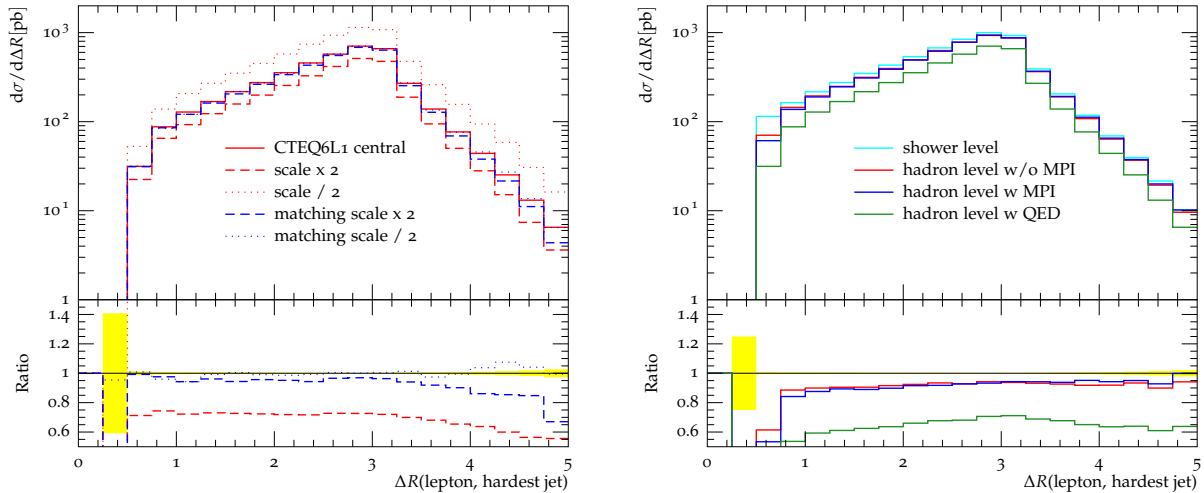 dσ/dΔR[pb]
10³
10²
10¹
1
CTEQ6L1 central
scale x 2
scale / 2
matching scale x 2
matching scale / 2
Ratio
1.4
1.2
1
0.8
0.6
0 1 2 3 4 5
ΔR(lepton, hardest jet)
dσ/dΔR[pb]
10³
10²
10¹
1
shower level
hadron level w/o MPI
hadron level w MPI
hadron level w QED
Ratio
1.4
1.2
1
0.8
0.6
0 1 2 3 4 5
ΔR(lepton, hardest jet)